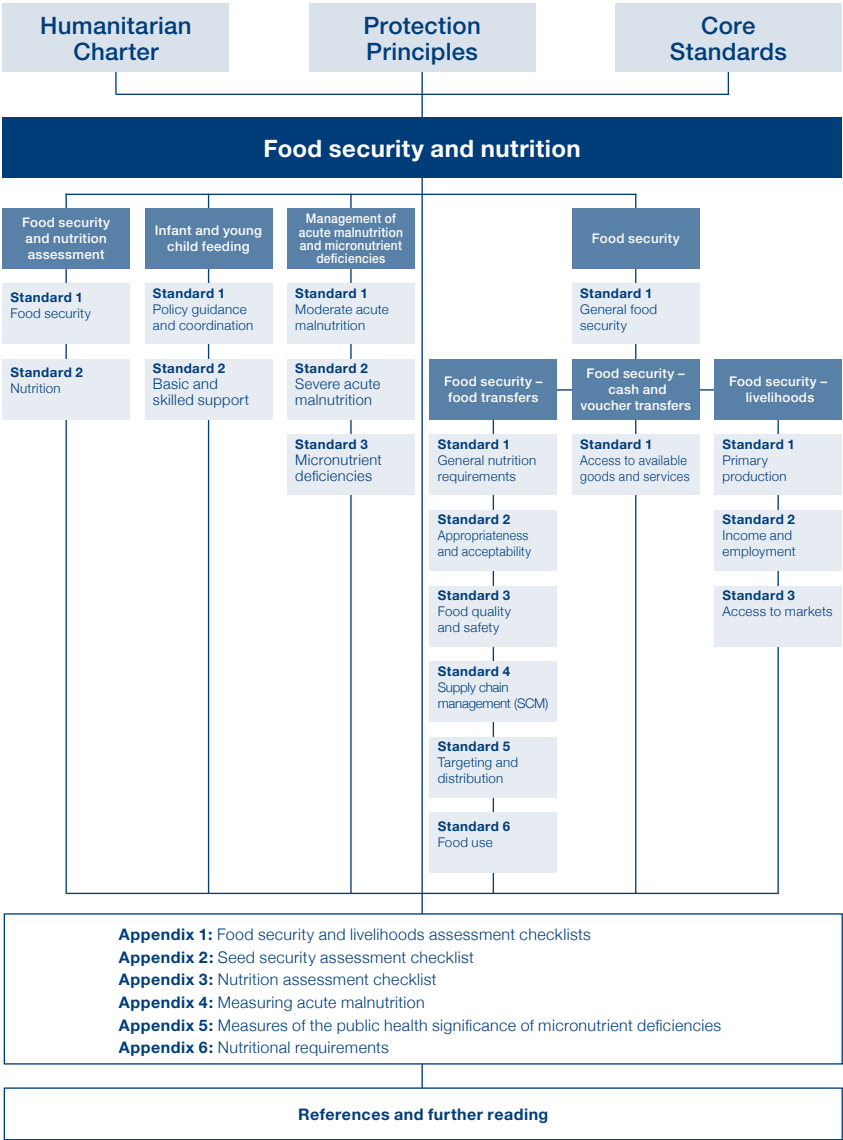 Humanitarian
Charter
Protection
Principles
Core
Standards
Food security and nutrition
Food security
and nutrition
assessment
Standard 1
Food security
Standard 2
Nutrition
Infant and young
child feeding
Standard 1
Policy guidance
and coordination
Standard 2
Basic and
skilled support
Management of
acute malnutrition
and micronutrient
deficiencies
Standard 1
Moderate acute
malnutrition
Standard 2
Severe acute
malnutrition
Standard 3
Micronutrient
deficiencies
Food security
Standard 1
General food
security
Food security –
food transfers
Standard 1
General nutrition
requirements
Standard 2
Appropriateness
and acceptability
Standard 3
Food quality
and safety
Standard 4
Supply chain
management (SCM)
Standard 5
Targeting and
distribution
Standard 6
Food use
Food security –
cash and
voucher transfers
Standard 1
Access to available
goods and services
Food security –
livelihoods
Standard 1
Primary
production
Standard 2
Income and
employment
Standard 3
Access to markets
Appendix 1: Food security and livelihoods assessment checklists
Appendix 2: Seed security assessment checklist
Appendix 3: Nutrition assessment checklist
Appendix 4: Measuring acute malnutrition
Appendix 5: Measures of the public health significance of micronutrient deficiencies
Appendix 6: Nutritional requirements
References and further reading